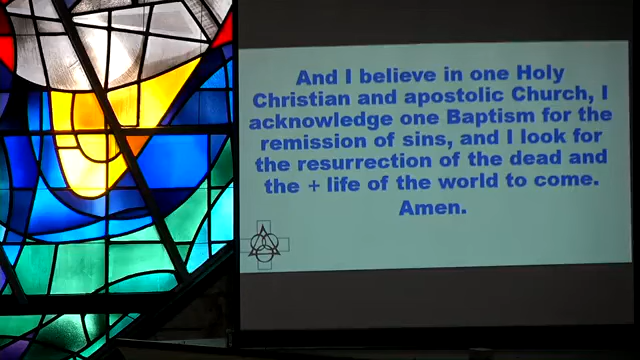 And I believe in one Holy
Christian and apostolic Church, I
acknowledge one Baptism for the
remission of sins, and I look for
the resurrection of the dead and
the + life of the world to come.
Amen.